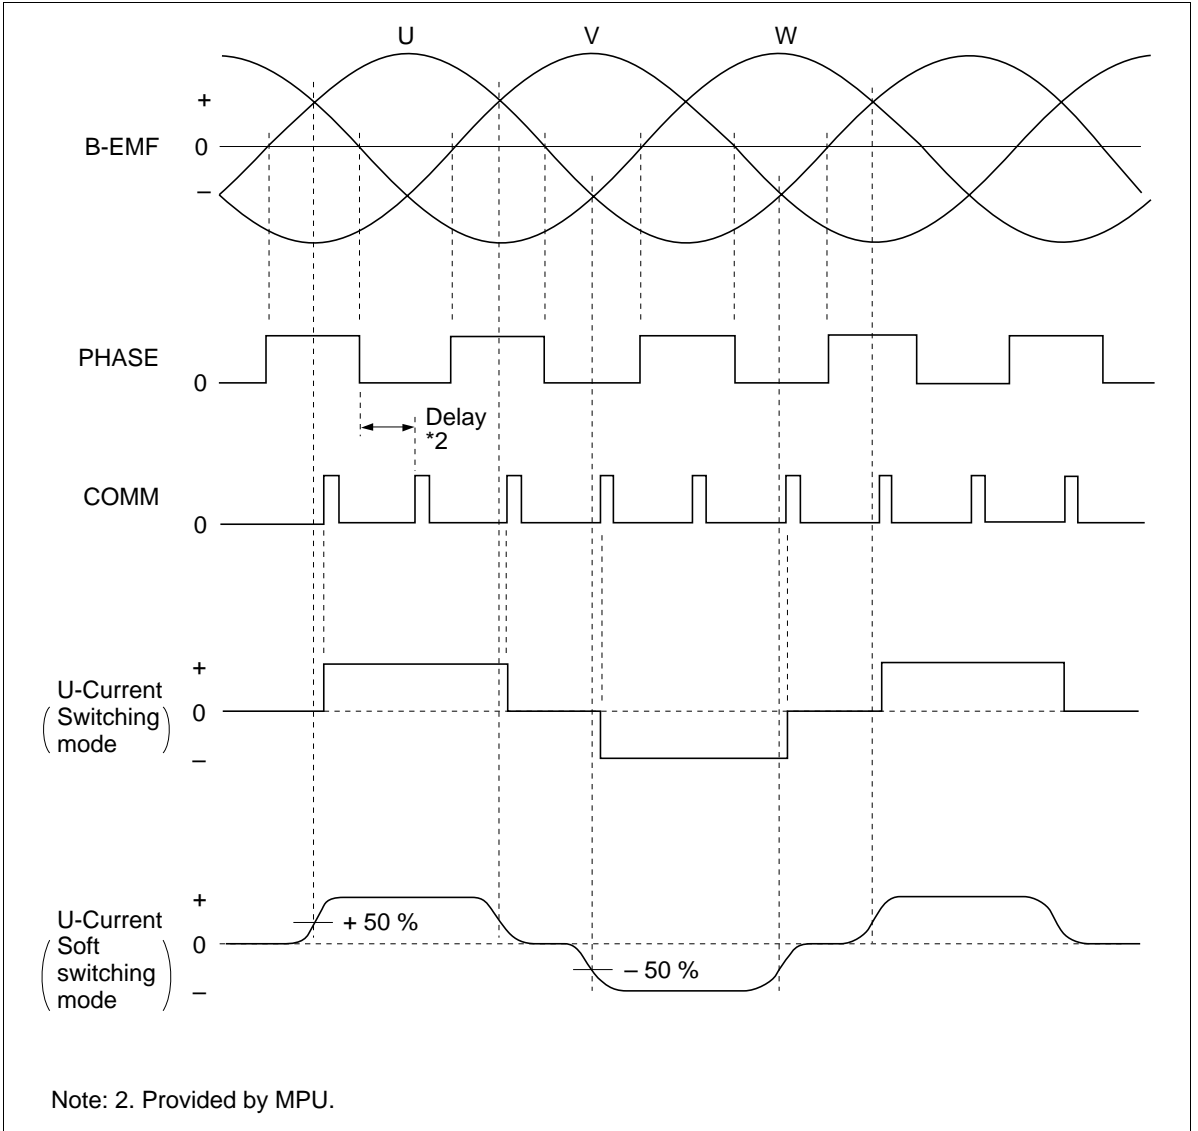 U V W
+
B-EMF 0
–
PHASE
0
Delay
*2
COMM
0
+
U-Current
Switching
mode
0
–
+
U-Current
Soft
switching
mode
0
–
+ 50 %
– 50 %
Note: 2. Provided by MPU.